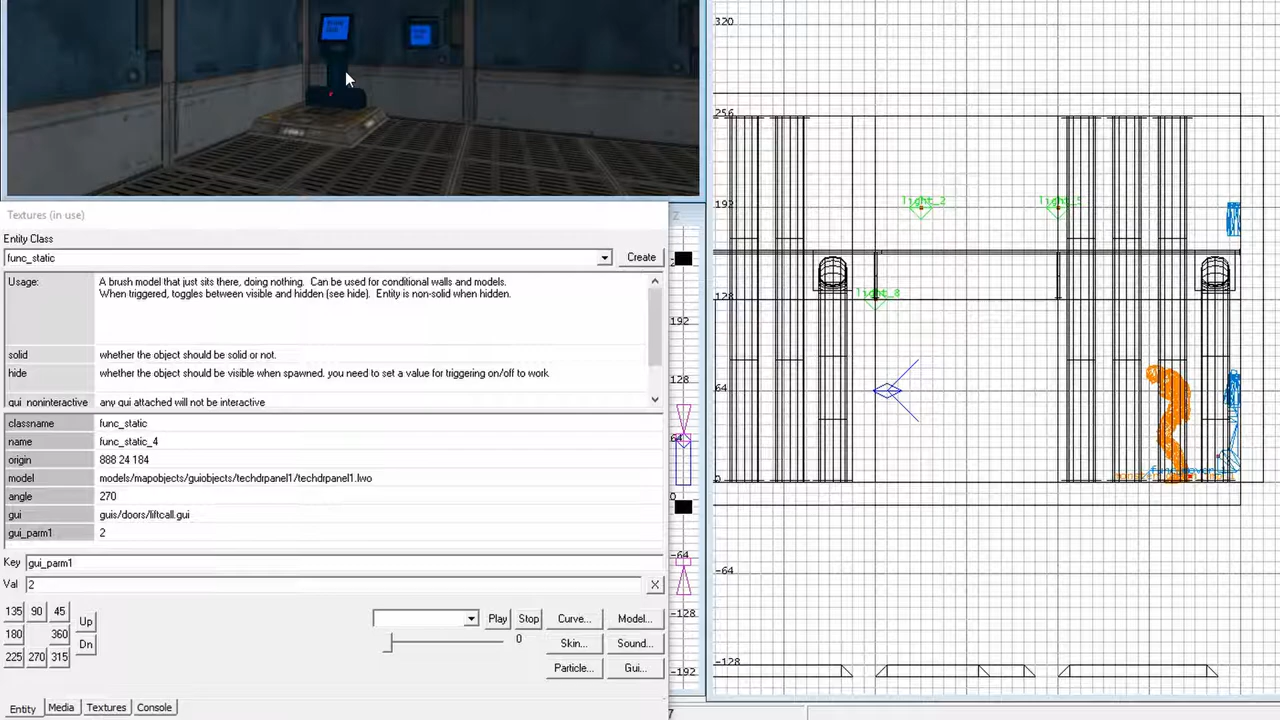 Textures (in use)
Entity Class
func_static
Create
Usage:
A brush model that just sits there, doing nothing. Can be used for conditional walls and models.
When triggered, toggles between visible and hidden (see hide). Entity is non-solid when hidden.
solid whether the object should be solid or not.
hide whether the object should be visible when spawned. you need to set a value for triggering on/off to work
gui_noninteractive any gui attached will not be interactive
classname func_static
name func_static_4
origin 888 24 184
model models/mapobjects/guiobjects/techdrpanel1/techdrpanel1.lwo
angle 270
gui guis/doors/liftcall.gui
gui_parm1 2
Key gui_parm1
Val 2 X
135 90 45 Up
180 360 Dn
225 270 315
Play Stop Curve... Model...
0 Skin... Sound...
Particle... Gui...
Entity Media Textures Console
Z
192
128
64
0
-64
-128
-192
7
320
256
192
128
64
0
-64
-128
light_2
light_8